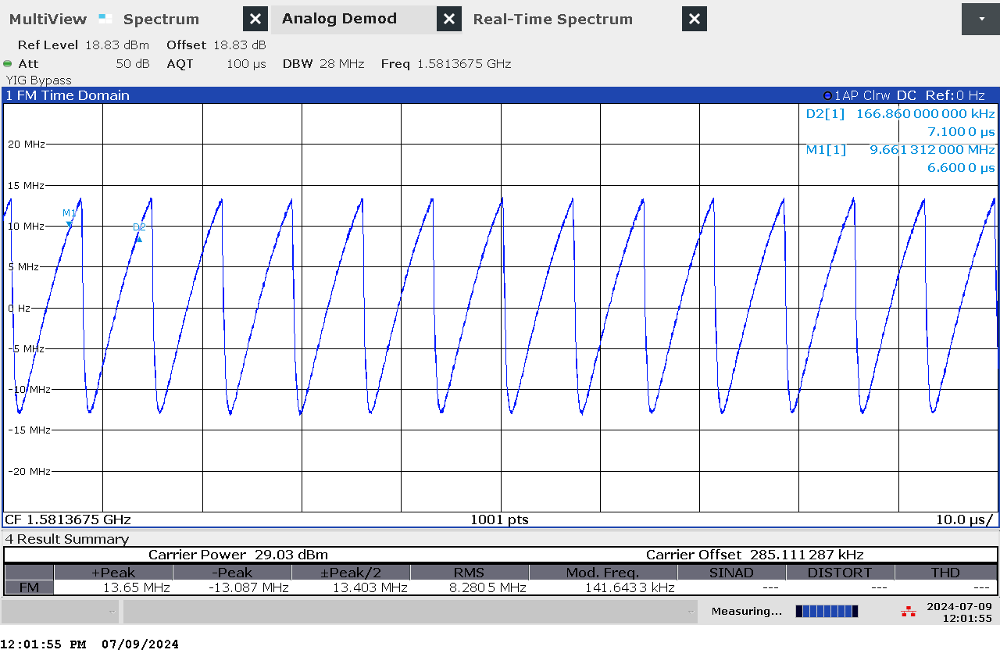 MultiView Spectrum Analog Demod Real-Time Spectrum
Ref Level 18.83 dBm Offset 18.83 dB
Att 50 dB AQT 100 µs DBW 28 MHz Freq 1.5813675 GHz
YIG Bypass
1 FM Time Domain 1AP Clrw DC Ref:0 Hz
D2[1] 166.860 000 000 kHz
7.100 0 µs
M1[1] 9.661 312 000 MHz
6.600 0 µs
20 MHz
15 MHz
M1
D2
10 MHz
5 MHz
0 Hz
-5 MHz
-10 MHz
-15 MHz
-20 MHz
CF 1.5813675 GHz 1001 pts 10.0 µs/
4 Result Summary
Carrier Power 29.03 dBm Carrier Offset 285.111 287 kHz
+Peak -Peak ±Peak/2 RMS Mod. Freq. SINAD DISTORT THD
FM 13.65 MHz -13.087 MHz 13.403 MHz 8.280 5 MHz 141.643 3 kHz --- --- ---
Measuring... 2024-07-09
12:01:55
12:01:55 PM 07/09/2024